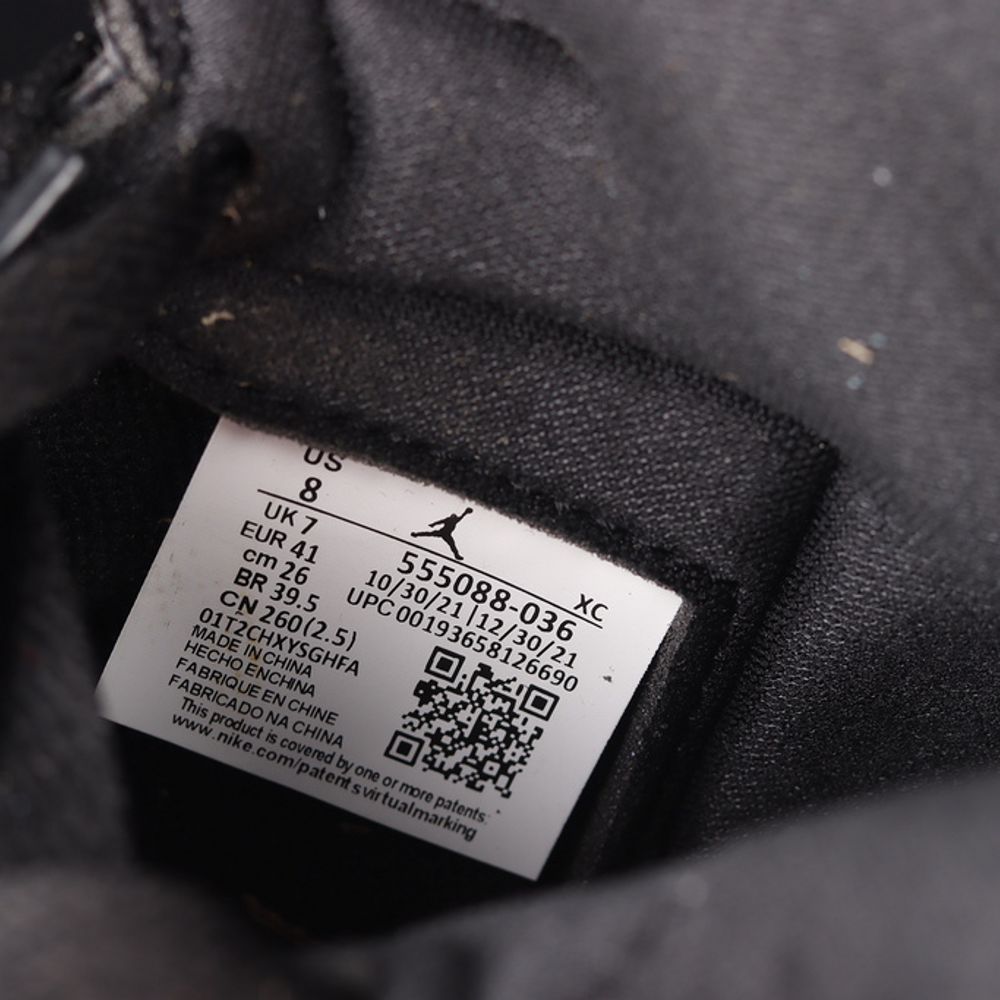 US
8
UK 7
EUR 41
cm 26
BR 39.5
CN 260(2.5)
01T2CHXYSGHFA
XC
555088-036
10/30/21|12/30/21
UPC 00193658126690
MADE IN CHINA
HECHO EN CHINA
FABRIQUE EN CHINE
FABRICADO NA CHINA
This product is covered by one or more patents:
www.nike.com/patentsvirtualmarking